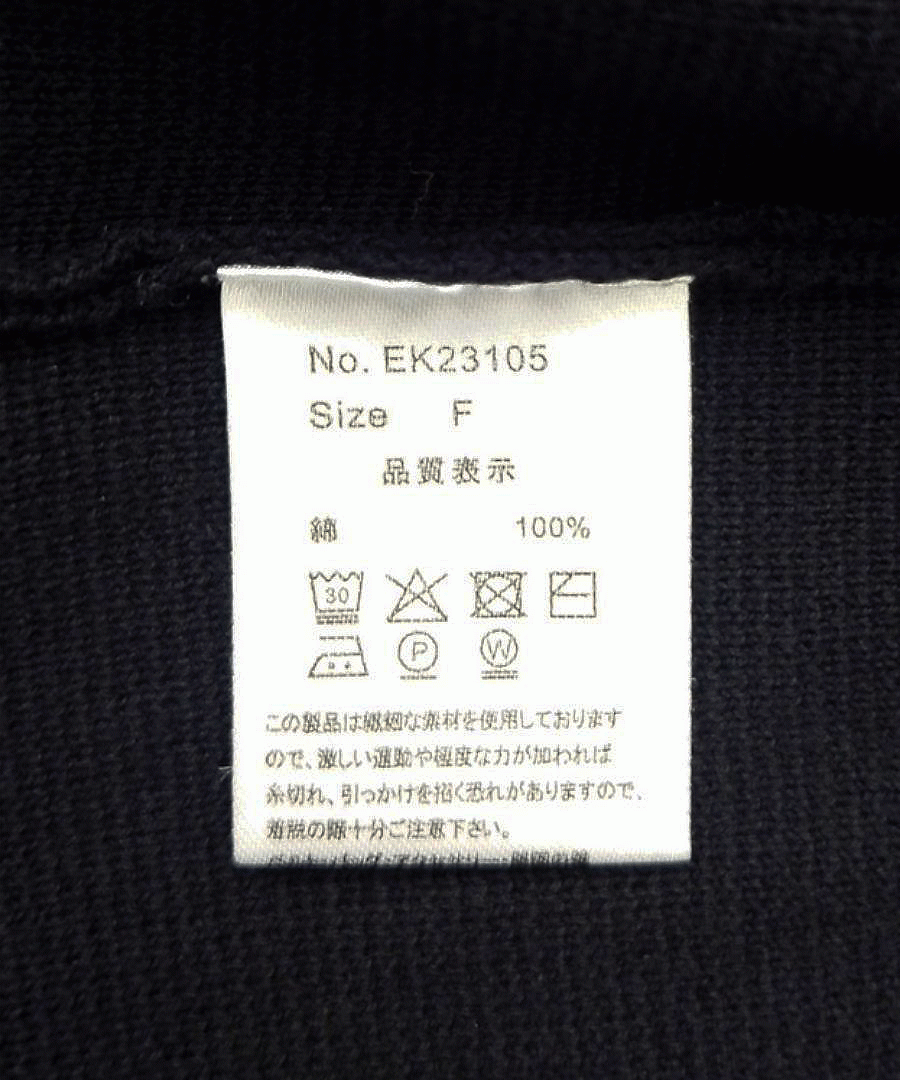 No. EK23105
Size F
品質表示
綿 100%
30
P W
この製品は繊細な素材を使用しております
ので、激しい運動や極度な力が加われば
糸切れ、引っかけを招く恐れがありますので、
着脱の際十分ご注意下さい。